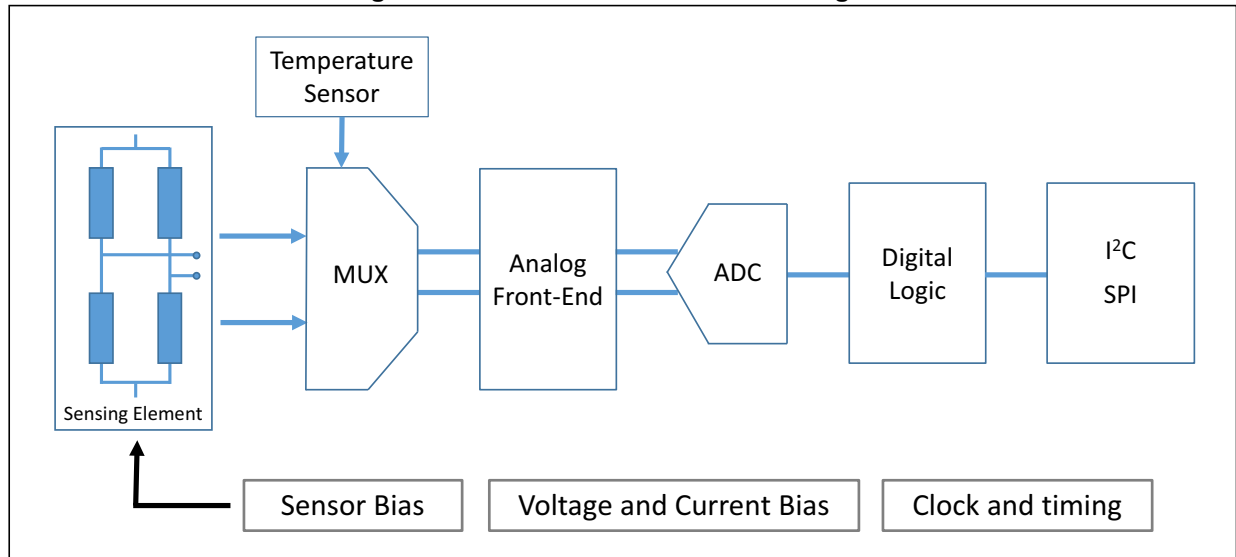 Temperature
Sensor
Sensing Element
MUX
Analog
Front-End
ADC
Digital
Logic
I²C
SPI
Sensor Bias
Voltage and Current Bias
Clock and timing